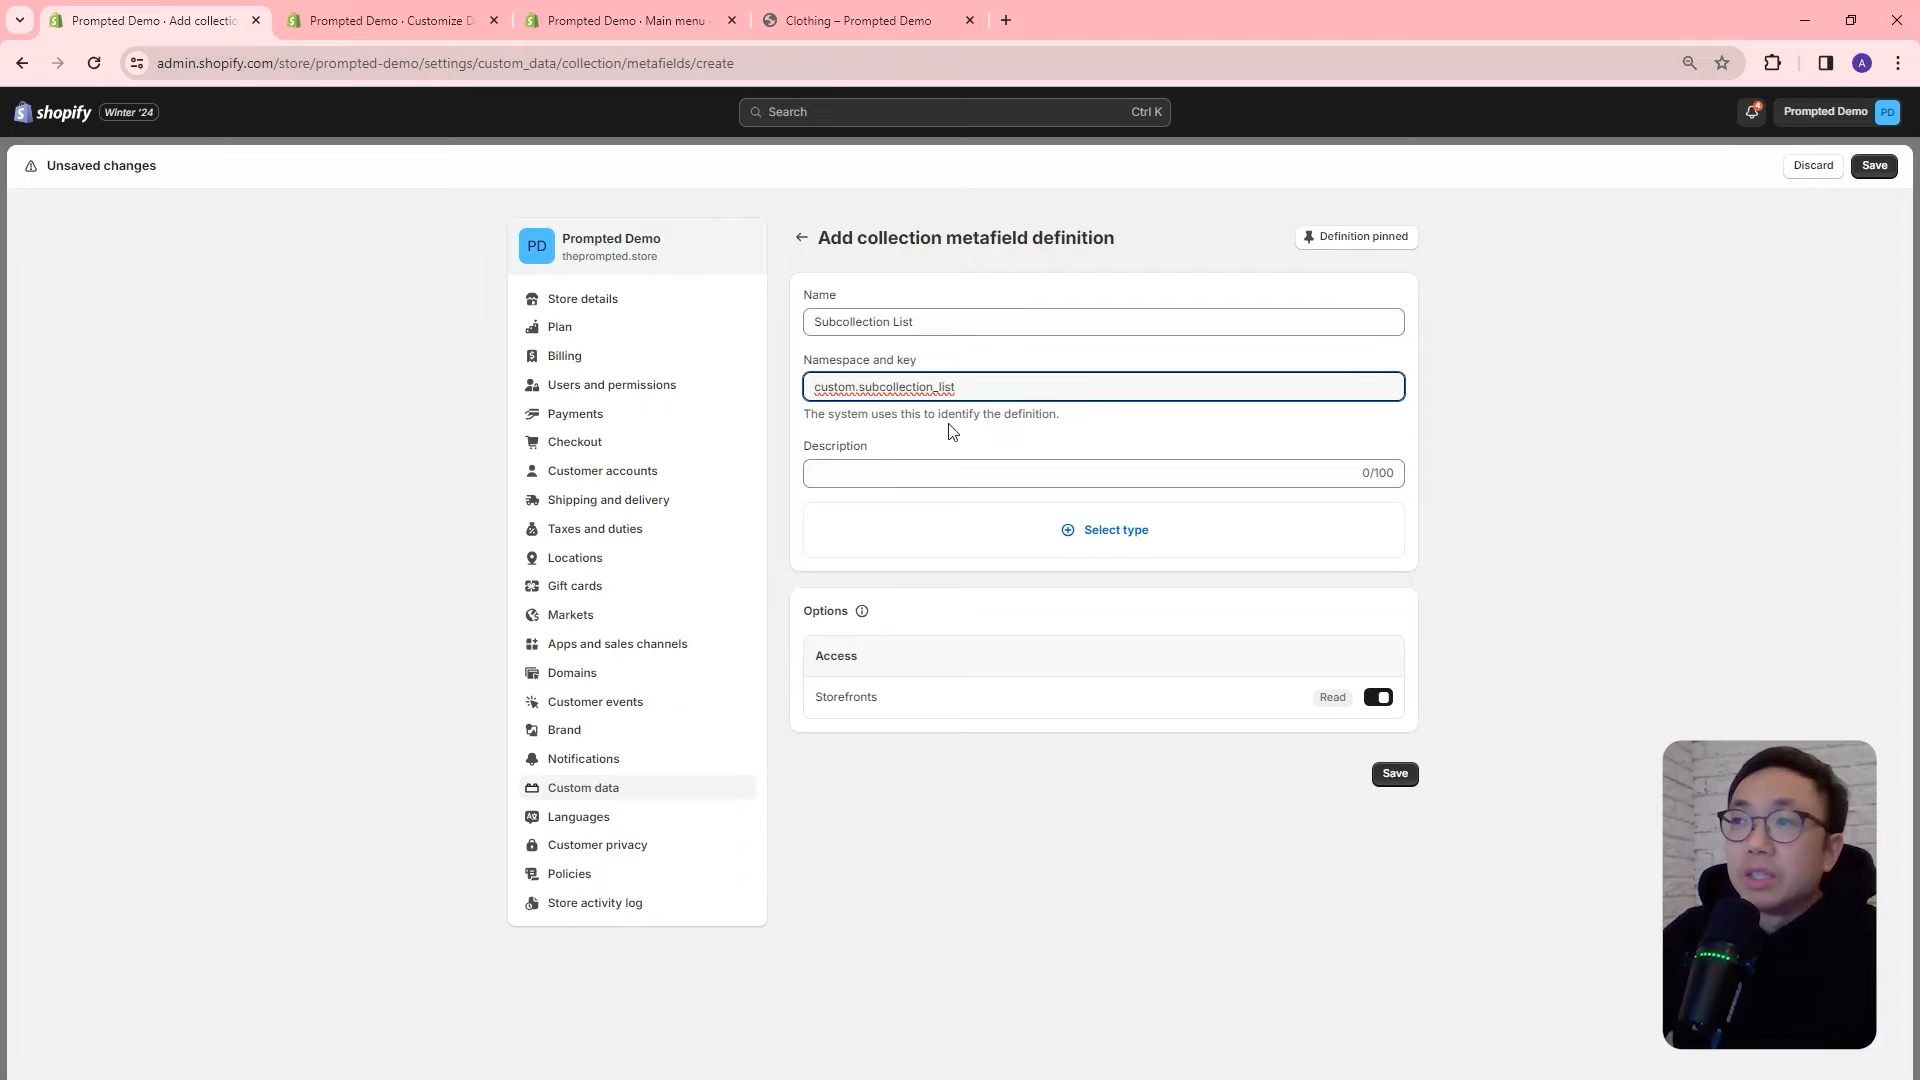 Prompted Demo · Add collectio
Prompted Demo · Customize D
Prompted Demo · Main menu ·
Clothing – Prompted Demo
admin.shopify.com/store/prompted-demo/settings/custom_data/collection/metafields/create
A
shopify
Winter '24
Search
Ctrl K
4
Prompted Demo
PD
Unsaved changes
Discard
Save
PD
Prompted Demo
theprompted.store
Store details
Plan
Billing
Users and permissions
Payments
Checkout
Customer accounts
Shipping and delivery
Taxes and duties
Locations
Gift cards
Markets
Apps and sales channels
Domains
Customer events
Brand
Notifications
Custom data
Languages
Customer privacy
Policies
Store activity log
Add collection metafield definition
Definition pinned
Name
Subcollection List
Namespace and key
custom.subcollection_list
The system uses this to identify the definition.
Description
0/100
Select type
Options
Access
Storefronts
Read
Save